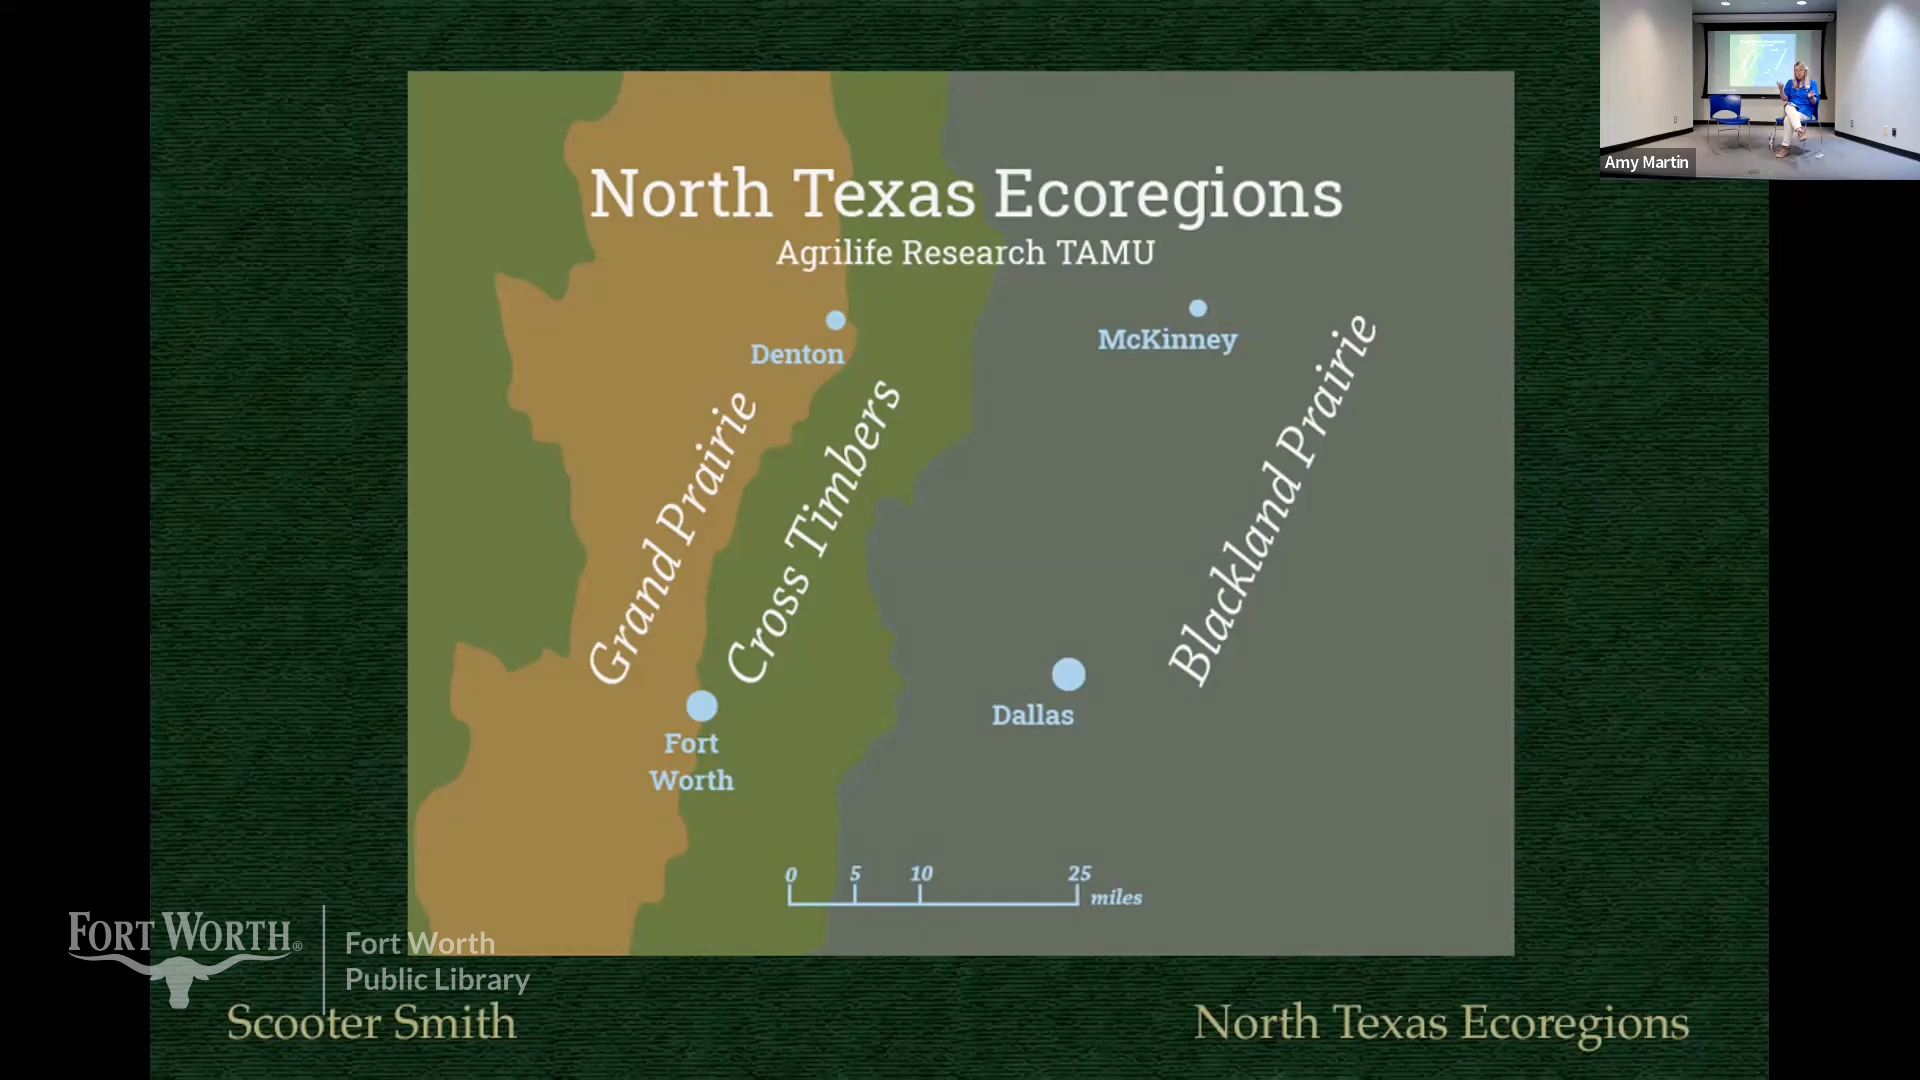 Amy Martin
North Texas Ecoregions
Agrilife Research TAMU
Denton
McKinney
Grand Prairie
Cross Timbers
Blackland Prairie
Fort
Worth
Dallas
0 5 10 25
miles
FORT WORTH®
Fort Worth
Public Library
Scooter Smith
North Texas Ecoregions